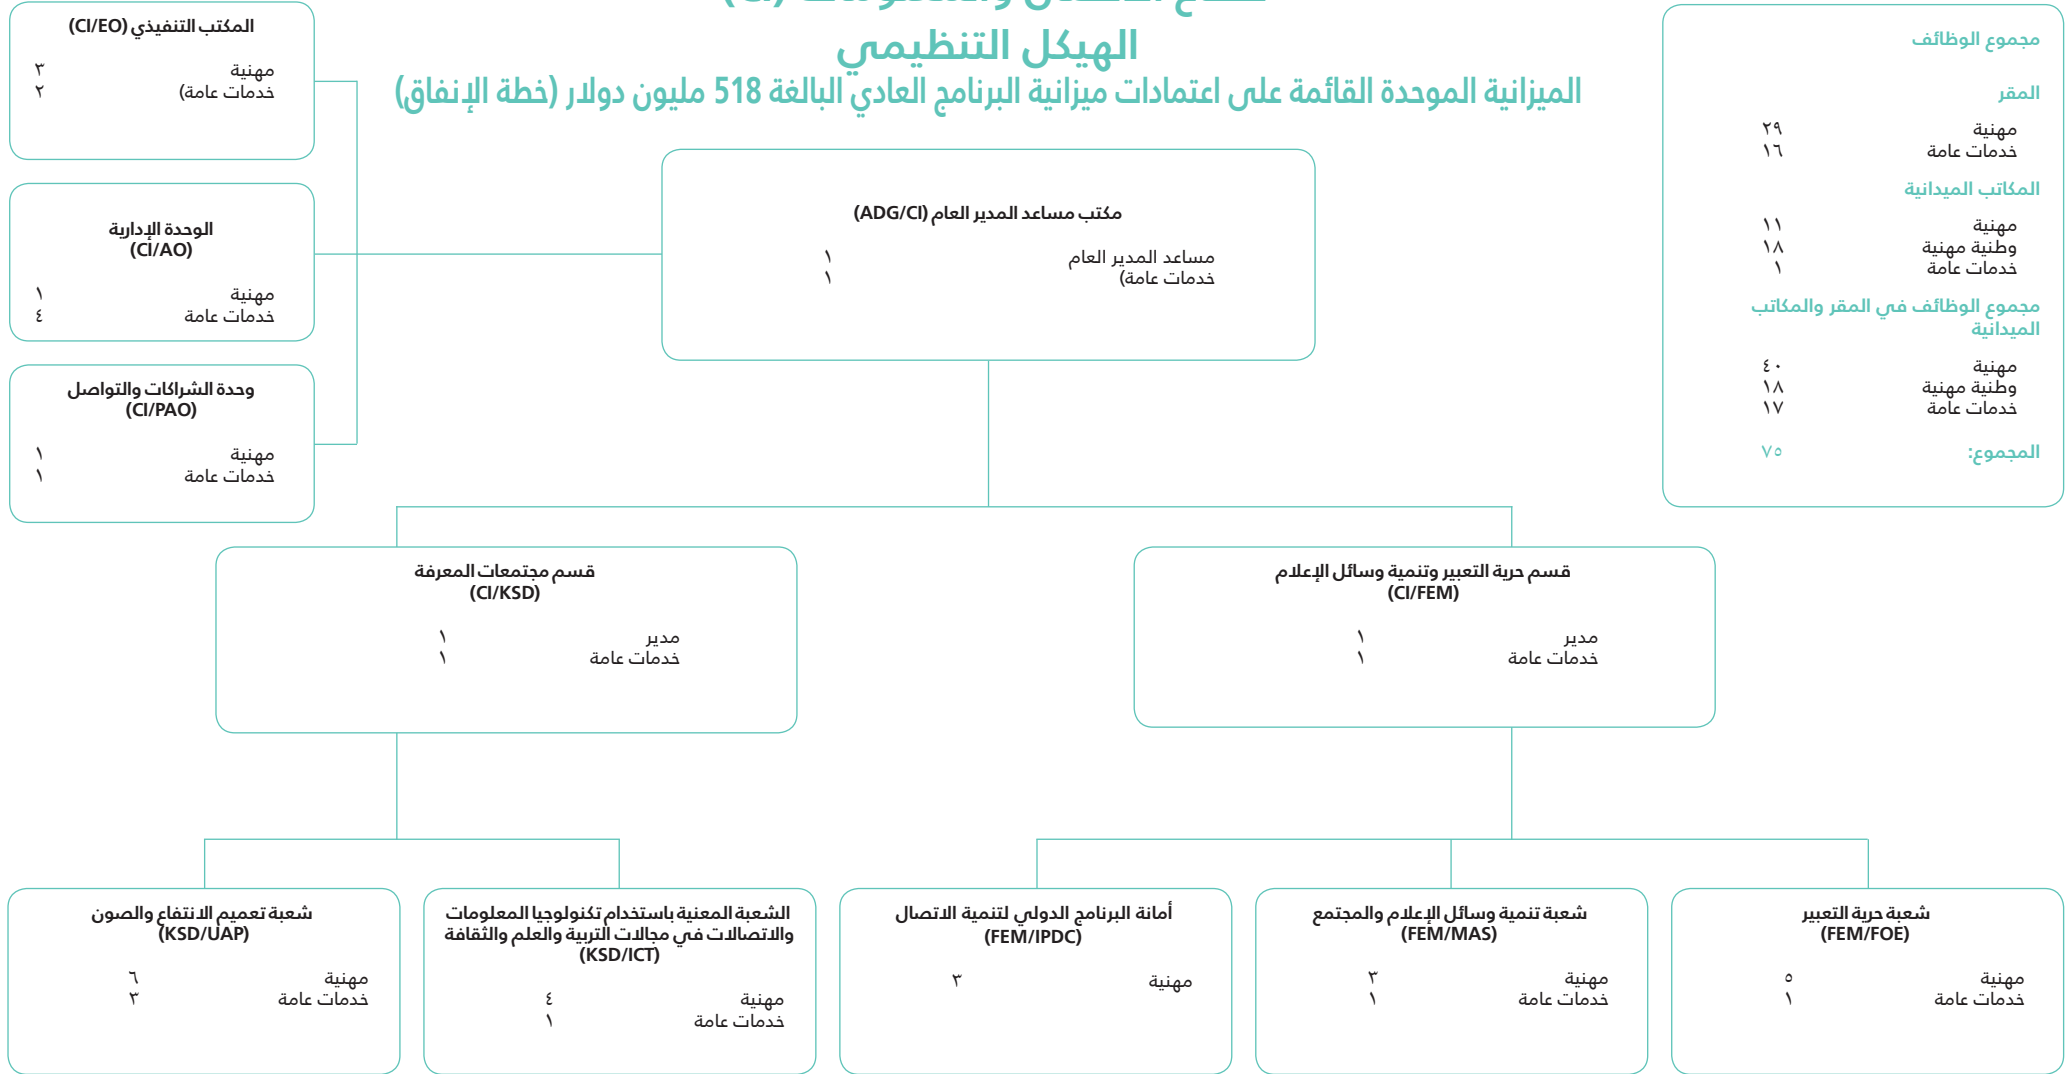 (CI)
الهيكل التنظيمي
الميزانية الموحدة القائمة على اعتمادات ميزانية البرنامج العادي البالغة 518 مليون دولار (خطة الإنفاق)
مجموع الوظائف
المقر
مهنية ٢٩
خدمات عامة ١٦
المكاتب الميدانية
مهنية ١١
وطنية مهنية ١٨
خدمات عامة ١
مجموع الوظائف في المقر والمكاتب
الميدانية
مهنية ٤٠
وطنية مهنية ١٨
خدمات عامة ١٧
المجموع: ٧٥
مكتب مساعد المدير العام (ADG/CI)
مساعد المدير العام ١
خدمات عامة) ١
المكتب التنفيذي (CI/EO)
مهنية ٣
خدمات عامة) ٢
الوحدة الإدارية
(CI/AO)
مهنية ١
خدمات عامة ٤
وحدة الشراكات والتواصل
(CI/PAO)
مهنية ١
خدمات عامة ١
قسم حرية التعبير وتنمية وسائل الإعلام
(CI/FEM)
مدير ١
خدمات عامة ١
قسم مجتمعات المعرفة
(CI/KSD)
مدير ١
خدمات عامة ١
شعبة حرية التعبير
(FEM/FOE)
مهنية ٥
خدمات عامة ١
شعبة تنمية وسائل الإعلام والمجتمع
(FEM/MAS)
مهنية ٣
خدمات عامة ١
أمانة البرنامج الدولي لتنمية الاتصال
(FEM/IPDC)
مهنية ٣
الشعبة المعنية باستخدام تكنولوجيا المعلومات
والاتصالات في مجالات التربية والعلم والثقافة
(KSD/ICT)
مهنية ٤
خدمات عامة ١
شعبة تعميم الانتفاع والصون
(KSD/UAP)
مهنية ٦
خدمات عامة ٣